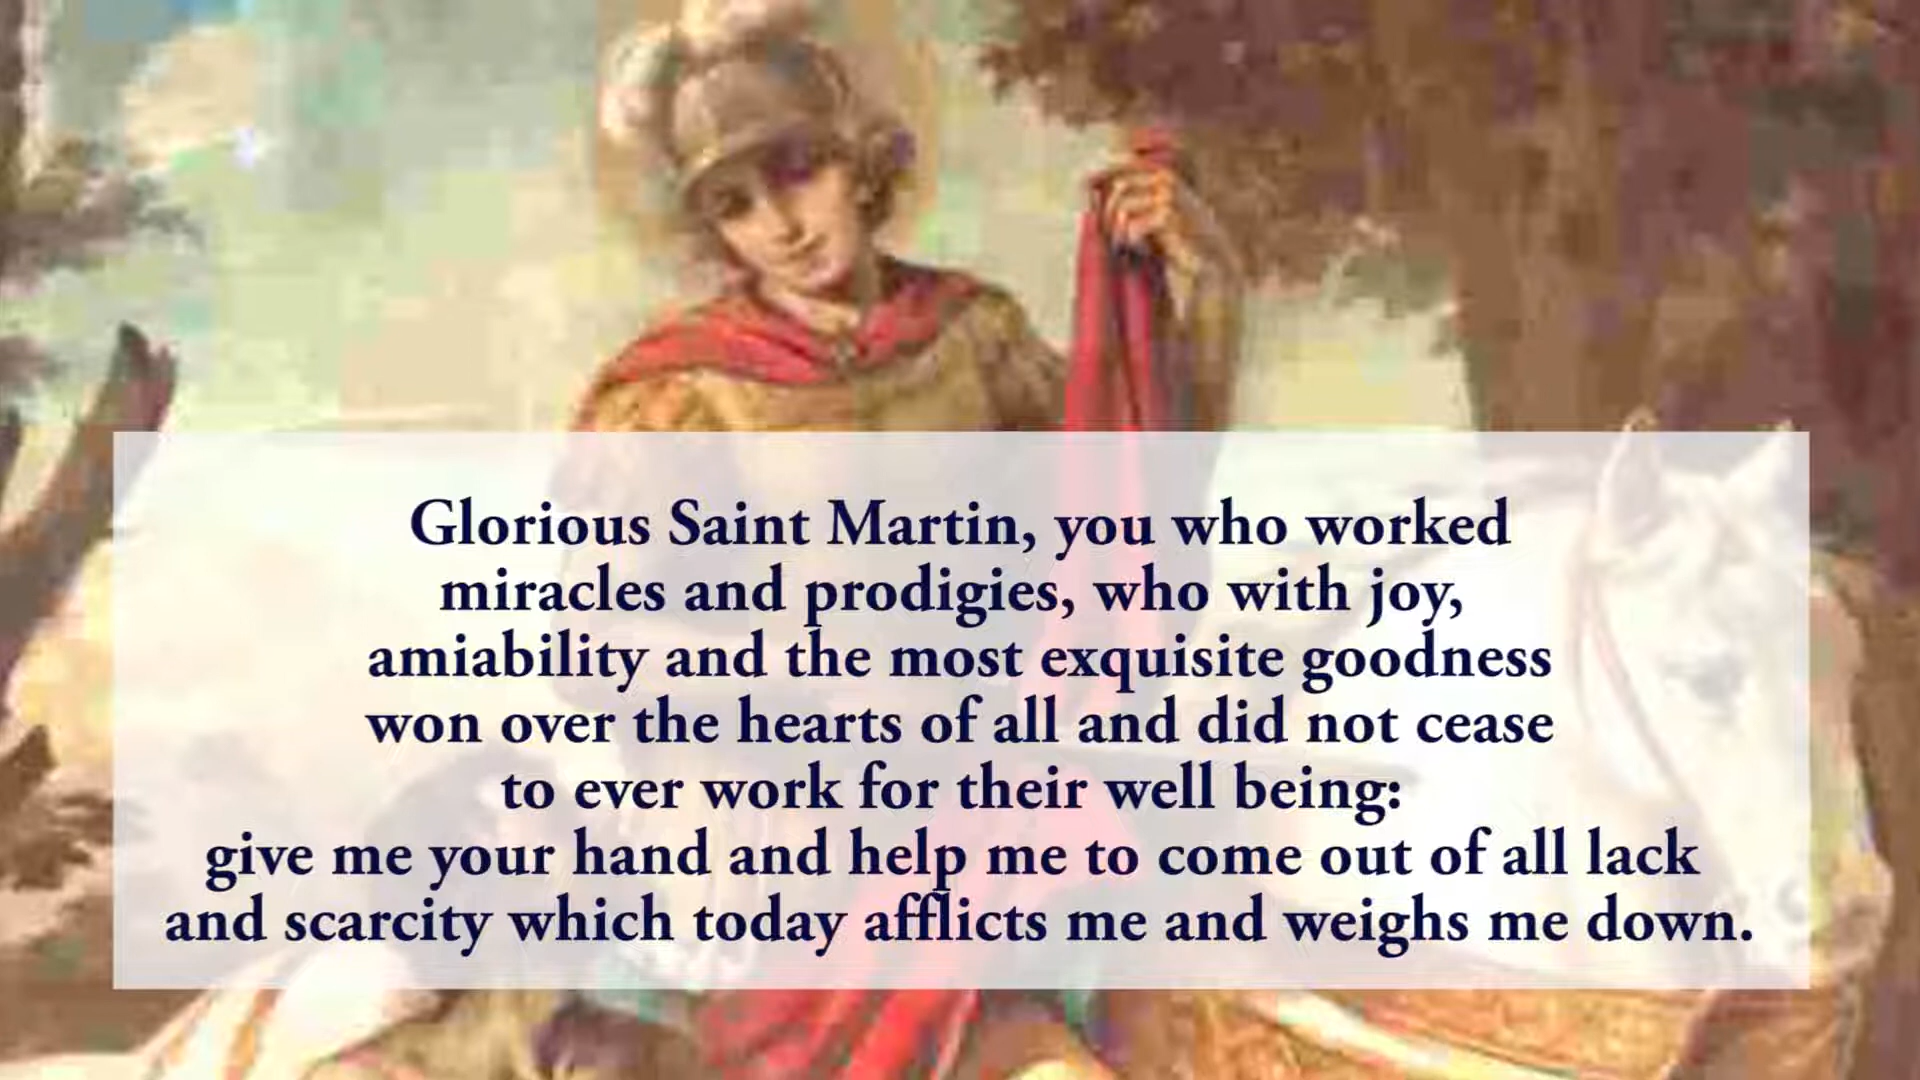 Glorious Saint Martin, you who worked
miracles and prodigies, who with joy,
amiability and the most exquisite goodness
won over the hearts of all and did not cease
to ever work for their well being:
give me your hand and help me to come out of all lack
and scarcity which today afflicts me and weighs me down.